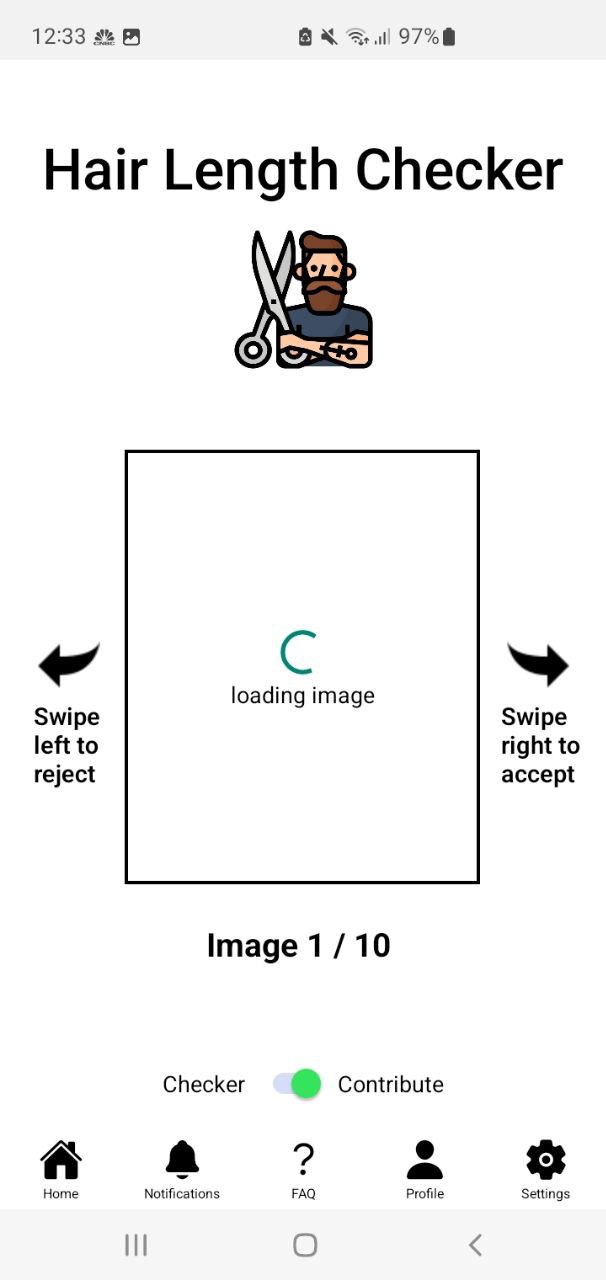 12:33 CNBC 97%
Hair Length Checker
loading image
Swipe
left to
reject
Swipe
right to
accept
Image 1 / 10
Checker Contribute
? 
Home Notifications FAQ Profile Settings